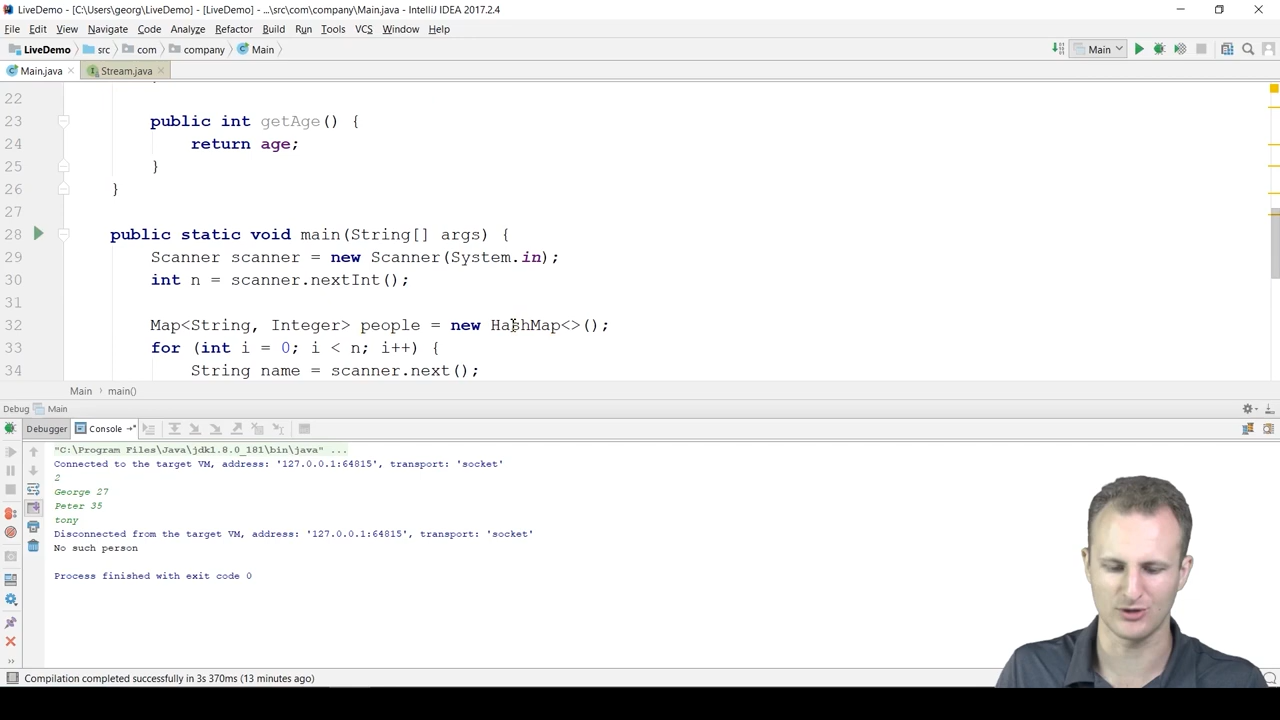 LiveDemo - [C:\Users\georg\LiveDemo] - [LiveDemo] - ...\src\com\company\Main.java - IntelliJ IDEA 2017.2.4
File Edit View Navigate Code Analyze Refactor Build Run Tools VCS Window Help
LiveDemo src com company Main Main
Main.java Stream.java
22
23 public int getAge() {
24 return age;
25 }
26 }
27
28 public static void main(String[] args) {
29 Scanner scanner = new Scanner(System.in);
30 int n = scanner.nextInt();
31
32 Map<String, Integer> people = new HashMap<>();
33 for (int i = 0; i < n; i++) {
34 String name = scanner.next();
Main main()
Debug Main
Debugger Console
"C:\Program Files\Java\jdk1.8.0_181\bin\java" ...
Connected to the target VM, address: '127.0.0.1:64815', transport: 'socket'
2
George 27
Peter 35
tony
Disconnected from the target VM, address: '127.0.0.1:64815', transport: 'socket'
No such person
Process finished with exit code 0
Compilation completed successfully in 3s 370ms (13 minutes ago)